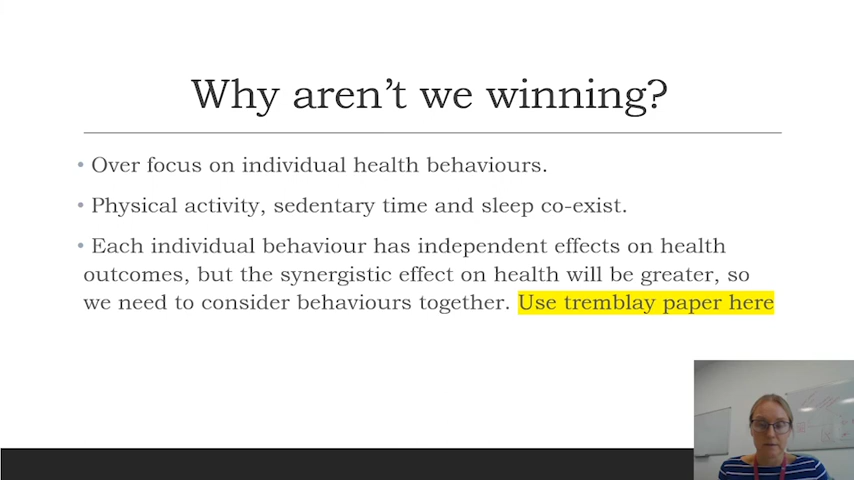 Why aren't we winning?
• Over focus on individual health behaviours.
• Physical activity, sedentary time and sleep co-exist.
• Each individual behaviour has independent effects on health
outcomes, but the synergistic effect on health will be greater, so
we need to consider behaviours together. Use tremblay paper here